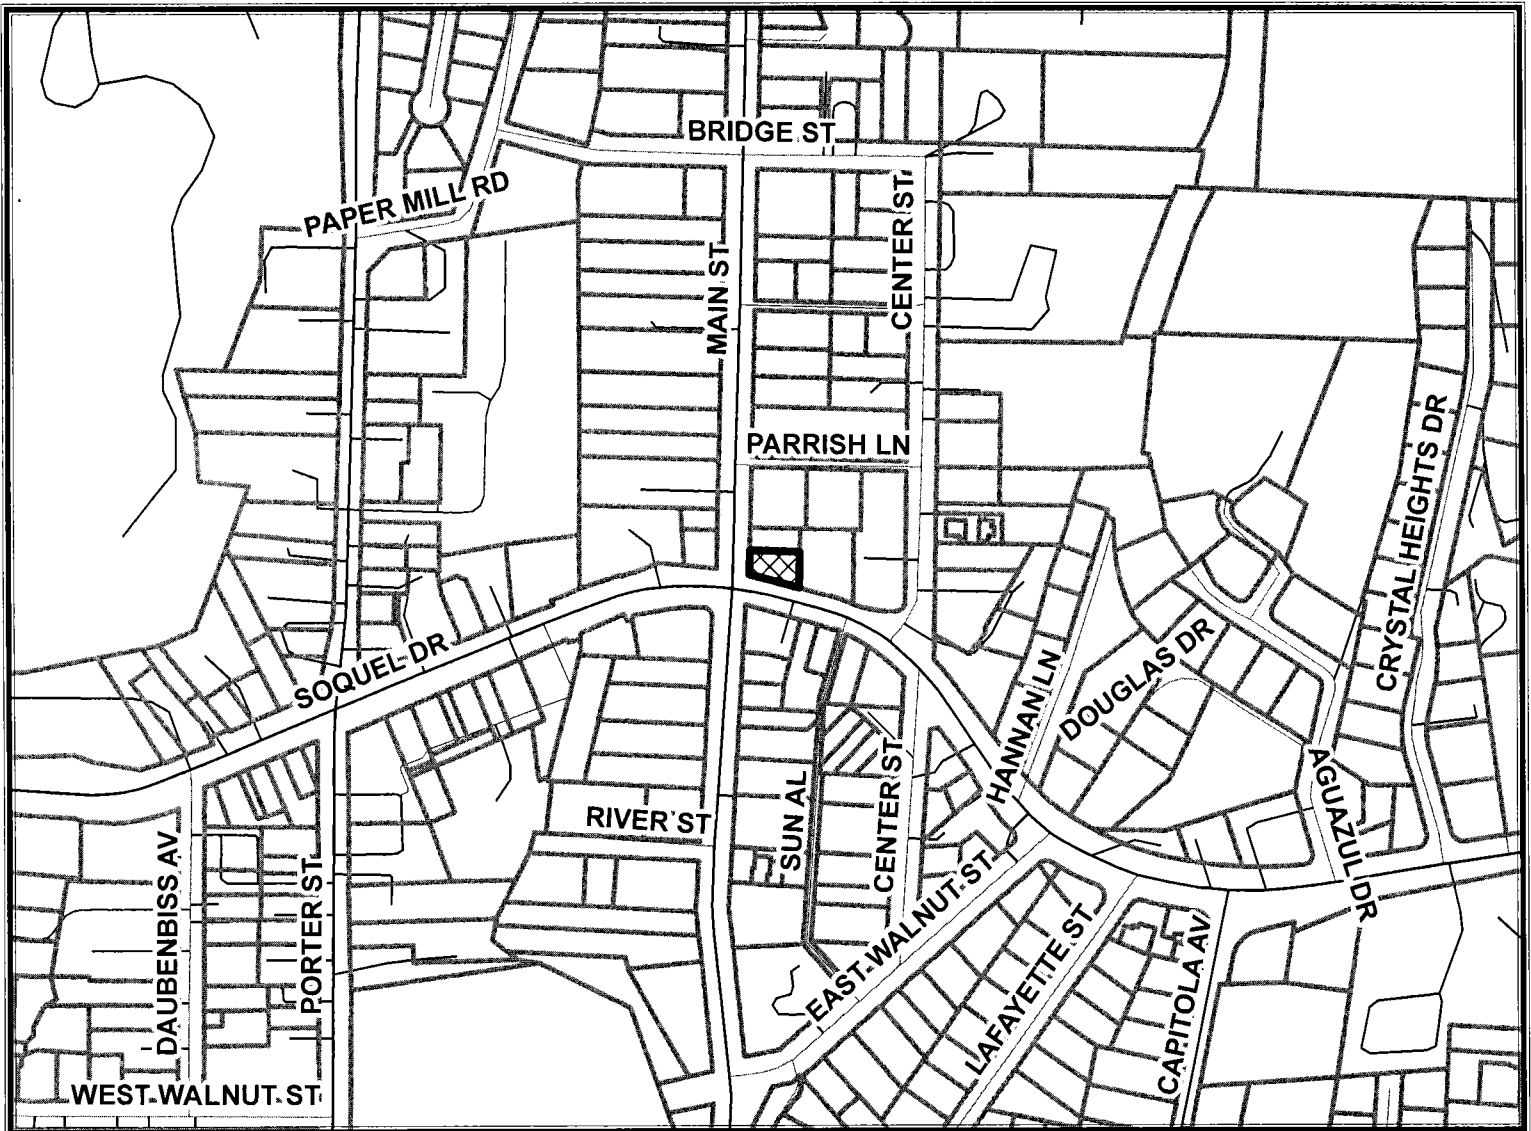 BRIDGE ST
PAPER MILL RD
CENTER ST
MAIN ST
PARRISH LN
CRYSTAL HEIGHTS DR
SOQUEL DR
HANNAN LN
DOUGLAS DR
RIVER ST
SUN AL
CENTER ST
AGUAZUL DR
DAUBENBISS AV
PORTER ST
EAST WALNUT ST
LAFAYETTE ST
CAPITOLA AV
WEST WALNUT ST